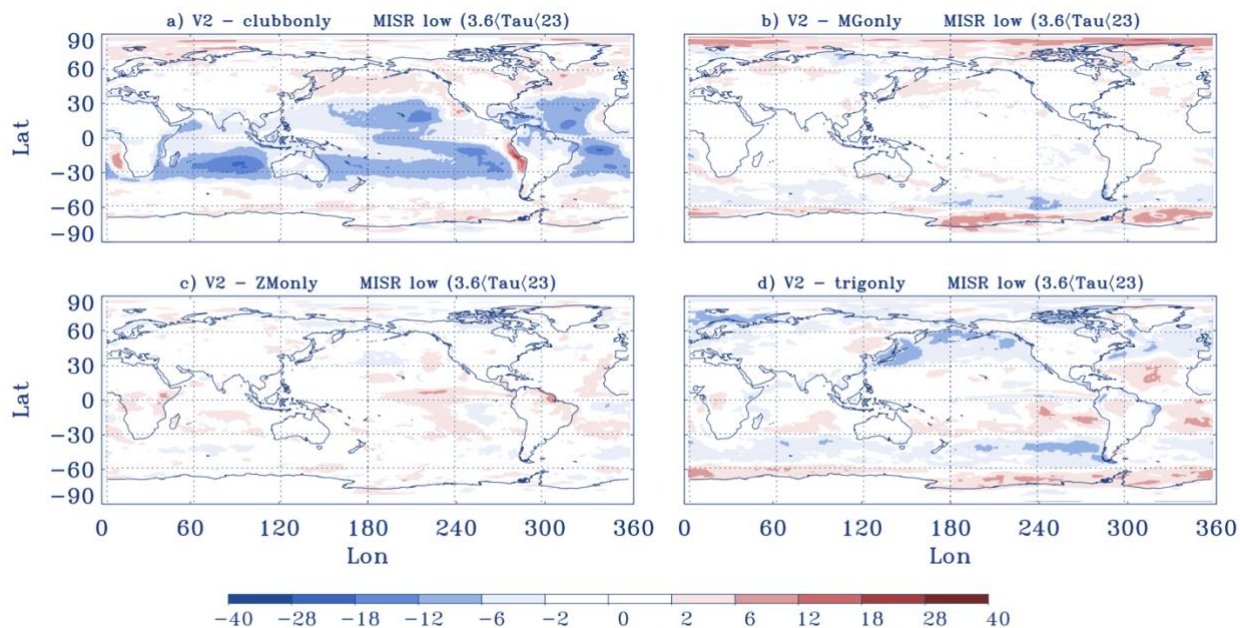 a) V2 - clubbonly MISR low (3.6⟨Tau⟨23)
b) V2 - MGonly MISR low (3.6⟨Tau⟨23)
90
60
30
0
-30
-60
-90
Lat
c) V2 - ZMonly MISR low (3.6⟨Tau⟨23)
d) V2 - trigonly MISR low (3.6⟨Tau⟨23)
90
60
30
0
-30
-60
-90
Lat
0 60 120 180 240 300 360
Lon
0 60 120 180 240 300 360
Lon
-40 -28 -18 -12 -6 -2 0 2 6 12 18 28 40